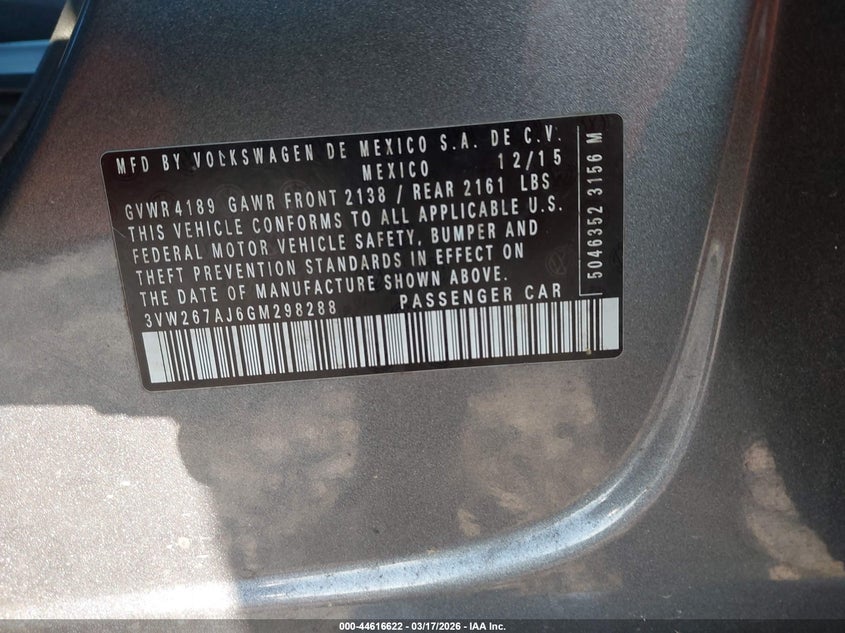 MFD BY VOLKSWAGEN DE MEXICO S.A. DE C.V.
MEXICO 12/15
GVWR 4189 GAWR FRONT 2138 / REAR 2161 LBS
THIS VEHICLE CONFORMS TO ALL APPLICABLE U.S.
FEDERAL MOTOR VEHICLE SAFETY, BUMPER AND
THEFT PREVENTION STANDARDS IN EFFECT ON
THE DATE OF MANUFACTURE SHOWN ABOVE.
3VW267AJ6GM298288 PASSENGER CAR
5046352 3156 M
000-44616622 — 03/17/2026 — IAA Inc.